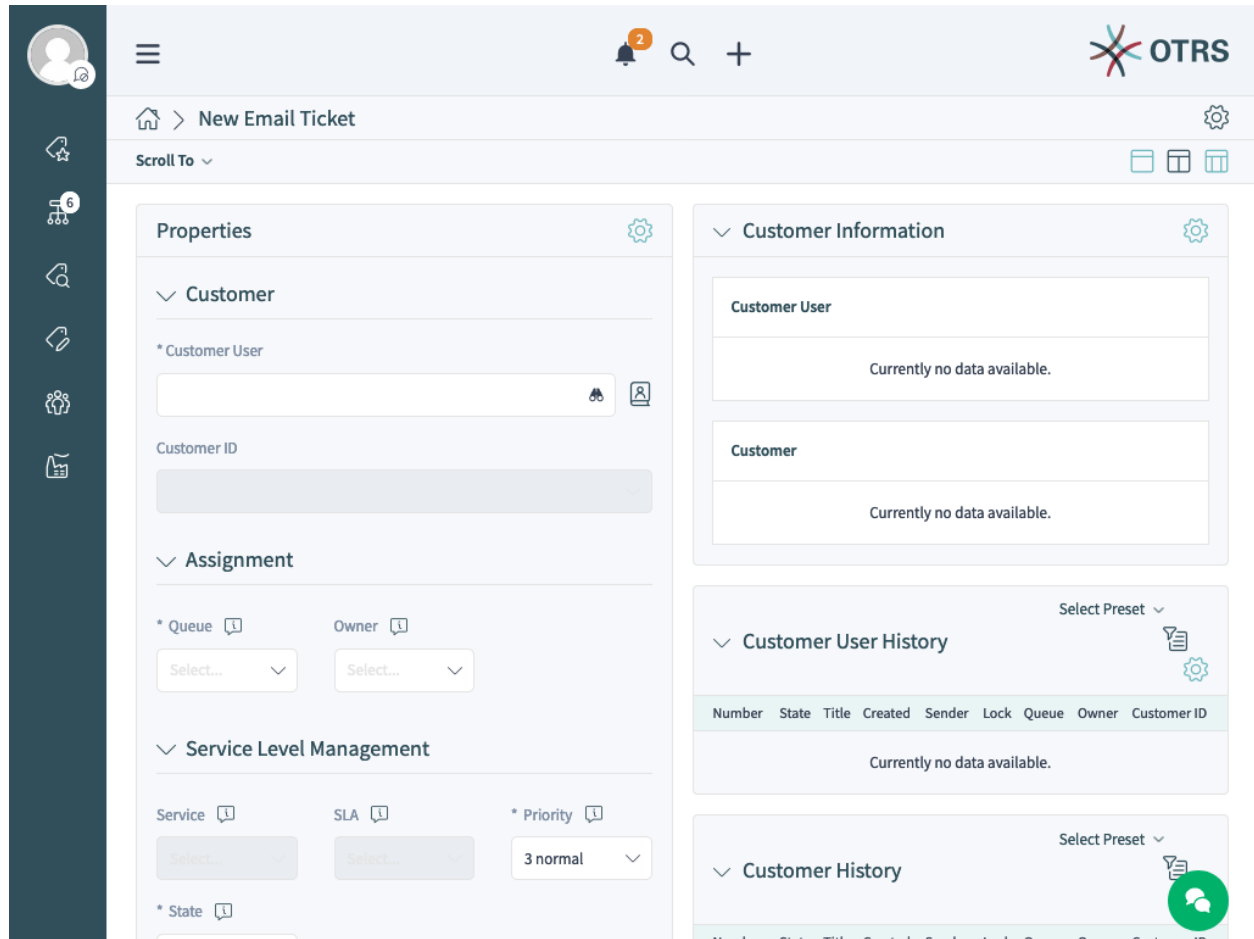 2
OTRS
New Email Ticket
Scroll To
6
Properties
Customer
* Customer User
Customer ID
Assignment
* Queue Owner
Select... Select...
Service Level Management
Service SLA * Priority
Select... Select... 3 normal
* State
Customer Information
Customer User
Currently no data available.
Customer
Currently no data available.
Select Preset
Customer User History
Number State Title Created Sender Lock Queue Owner Customer ID
Currently no data available.
Select Preset
Customer History